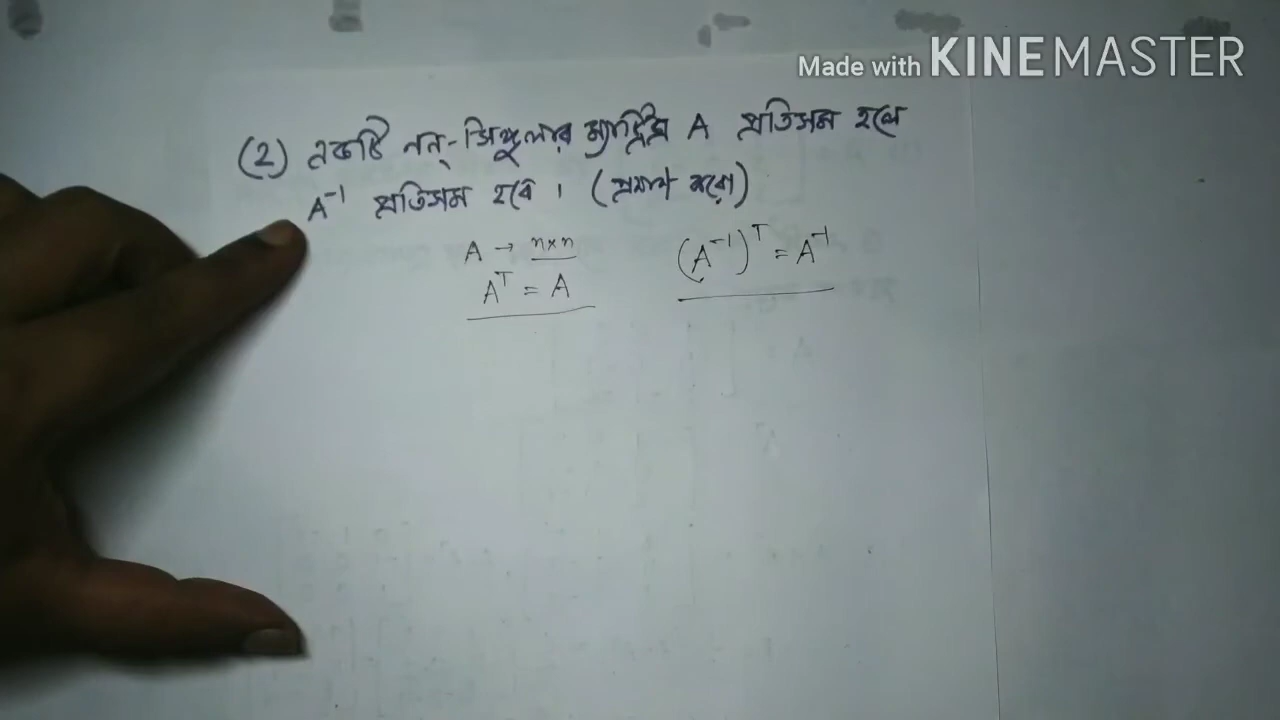 Made with KINEMASTER
(2) একটি নন্-সিঙ্গুলার ম্যাট্রিক্স A প্রতিসম হলে
A⁻¹ প্রতিসম হবে । (প্রমাণ করো)
A → n×n
Aᵀ = A
(A⁻¹)ᵀ = A⁻¹